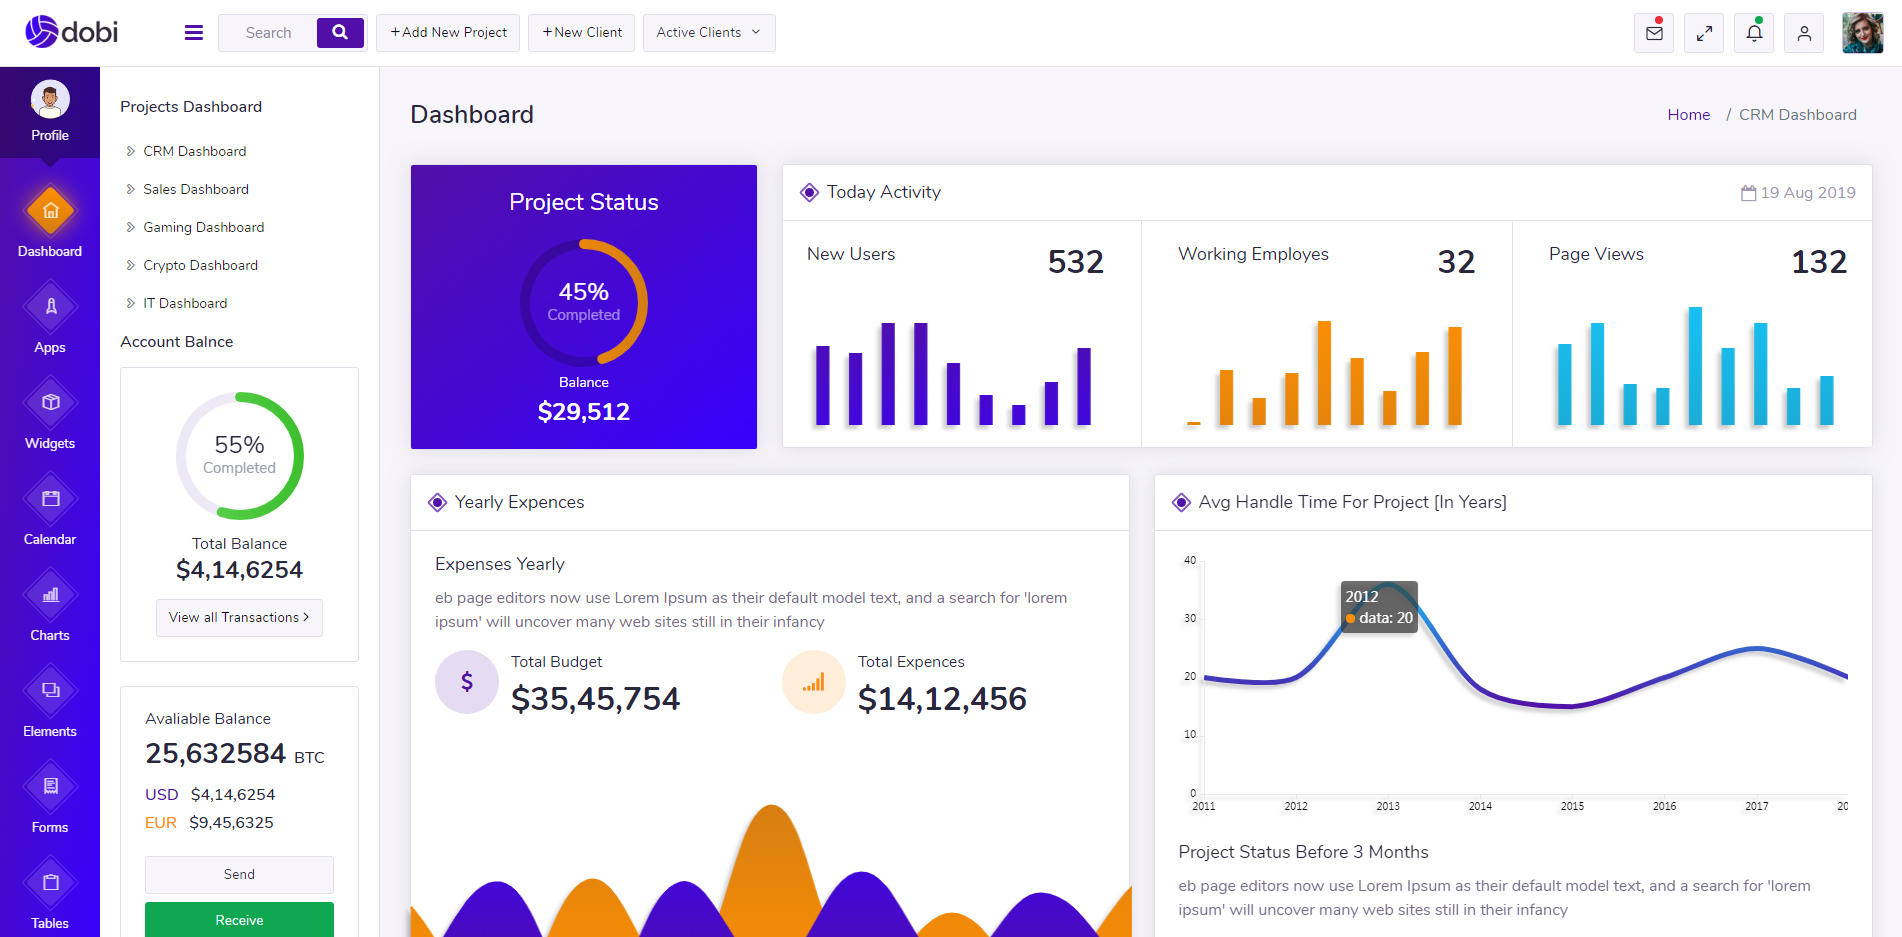 dobi
Search
+Add New Project
+New Client
Active Clients
Profile
Dashboard
Apps
Widgets
Calendar
Charts
Elements
Forms
Tables
Projects Dashboard
CRM Dashboard
Sales Dashboard
Gaming Dashboard
Crypto Dashboard
IT Dashboard
Account Balnce
55%
Completed
Total Balance
$4,14,6254
View all Transactions
Avaliable Balance
25,632584 BTC
USD $4,14,6254
EUR $9,45,6325
Send
Receive
Dashboard
Home / CRM Dashboard
Project Status
45%
Completed
Balance
$29,512
Today Activity
19 Aug 2019
New Users 532
Working Employes 32
Page Views 132
Yearly Expences
Expenses Yearly
eb page editors now use Lorem Ipsum as their default model text, and a search for 'lorem
ipsum' will uncover many web sites still in their infancy
$
Total Budget
$35,45,754
Total Expences
$14,12,456
Avg Handle Time For Project [In Years]
40
30
20
10
0
2012
data: 20
2011 2012 2013 2014 2015 2016 2017 20
Project Status Before 3 Months
eb page editors now use Lorem Ipsum as their default model text, and a search for 'lorem
ipsum' will uncover many web sites still in their infancy